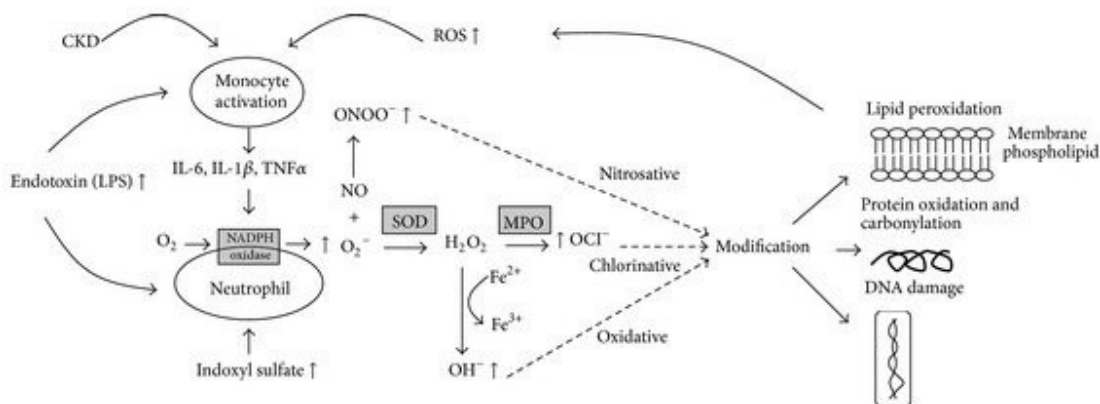 CKD
ROS ↑
Monocyte
activation
ONOO⁻ ↑
Lipid peroxidation
Membrane
phospholipid
IL-6, IL-1β, TNFα
Endotoxin (LPS) ↑
Nitrosative
NO
+
Protein oxidation and
carbonylation
O₂
NADPH
oxidase
↑ O₂⁻
SOD
H₂O₂
MPO
↑ OCl⁻
Modification
Chlorinative
Neutrophil
Fe²⁺
DNA damage
Fe³⁺
Oxidative
Indoxyl sulfate ↑
OH⁻ ↑